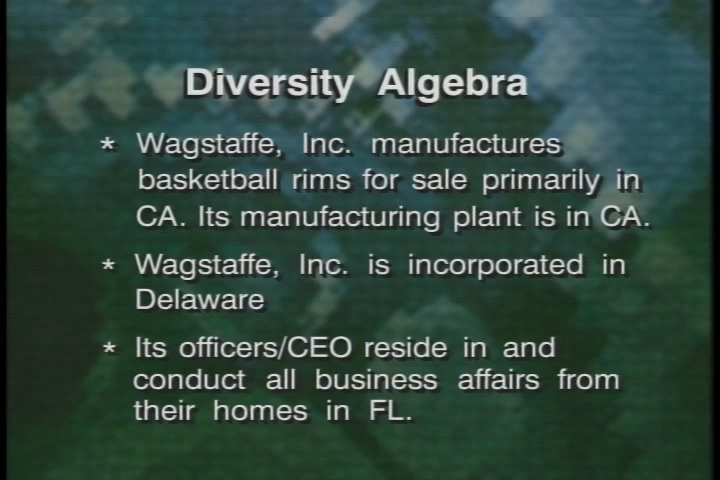 Diversity Algebra
* Wagstaffe, Inc. manufactures
basketball rims for sale primarily in
CA. Its manufacturing plant is in CA.
* Wagstaffe, Inc. is incorporated in
Delaware
* Its officers/CEO reside in and
conduct all business affairs from
their homes in FL.